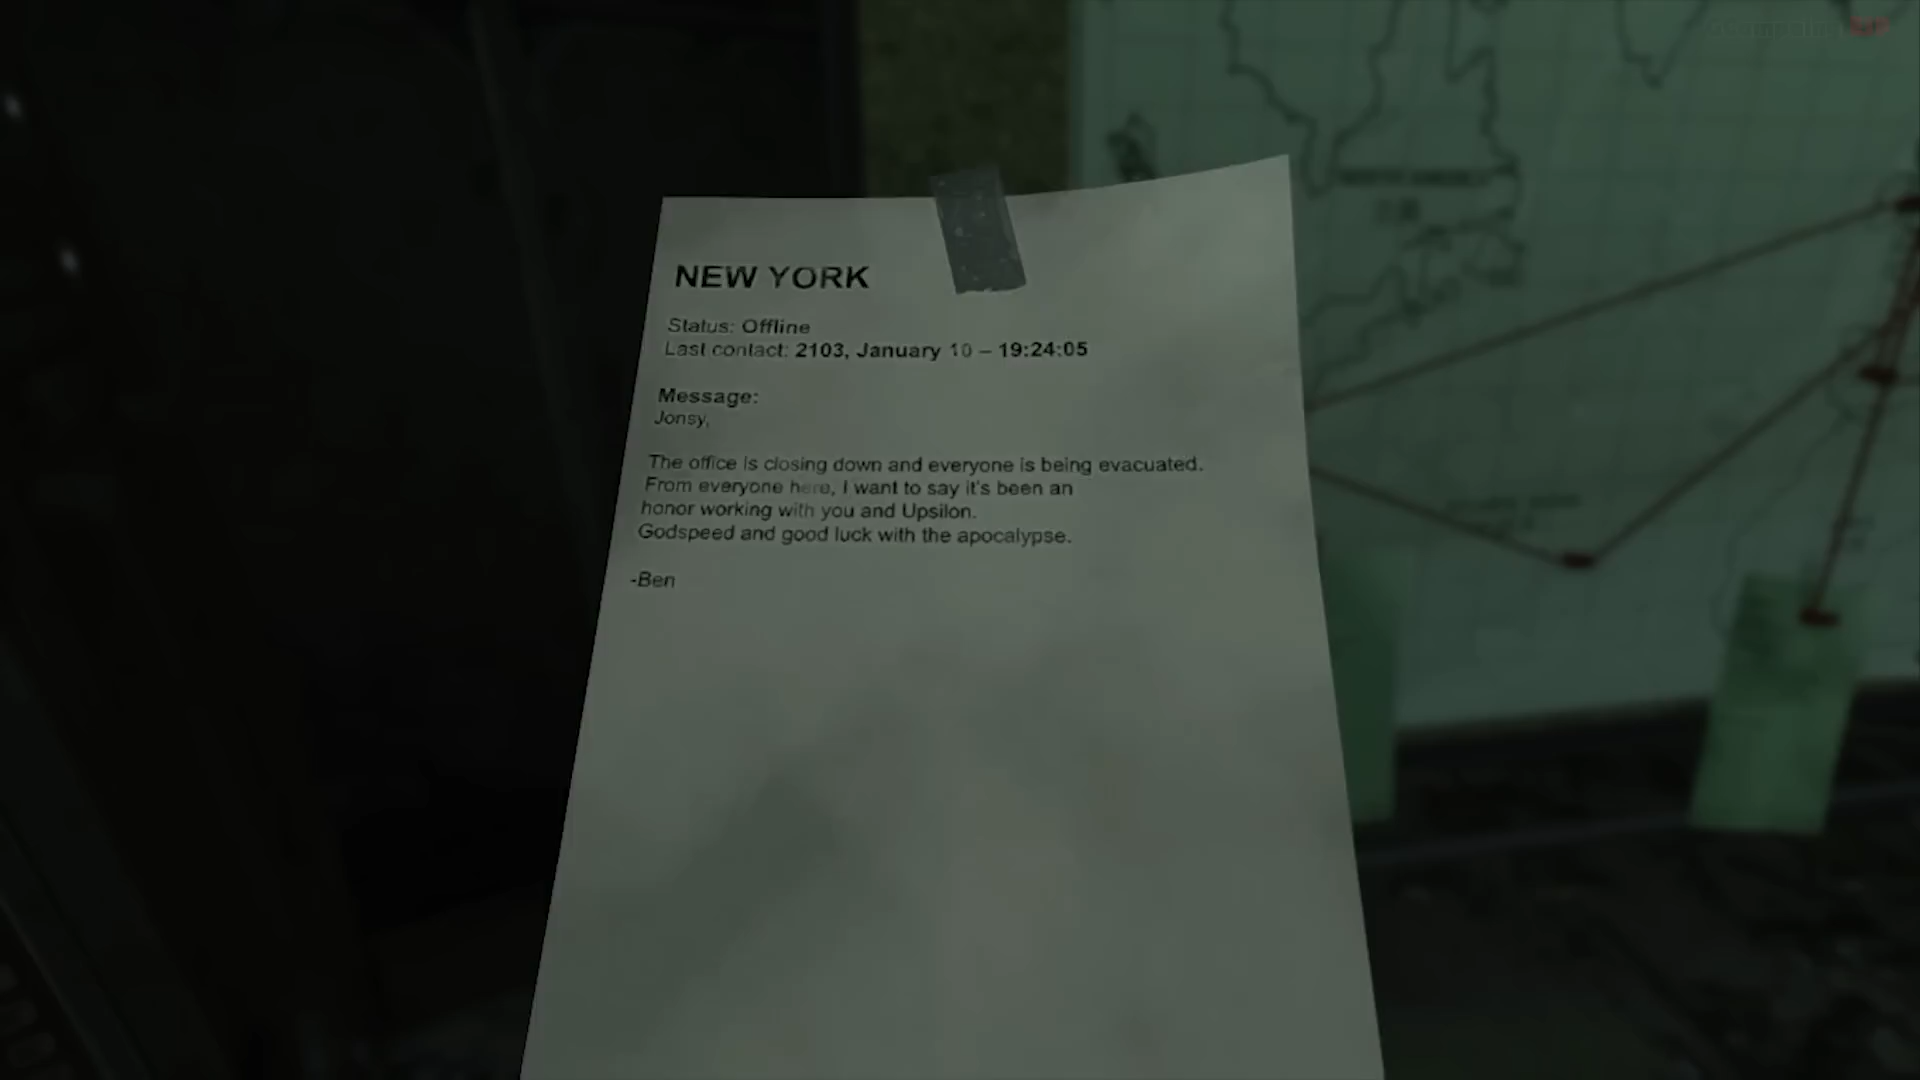 NEW YORK
Status: Offline
Last contact: 2103, January 10 – 19:24:05
Message:
Jonsy,
The office is closing down and everyone is being evacuated.
From everyone here, I want to say it's been an
honor working with you and Upsilon.
Godspeed and good luck with the apocalypse.
-Ben